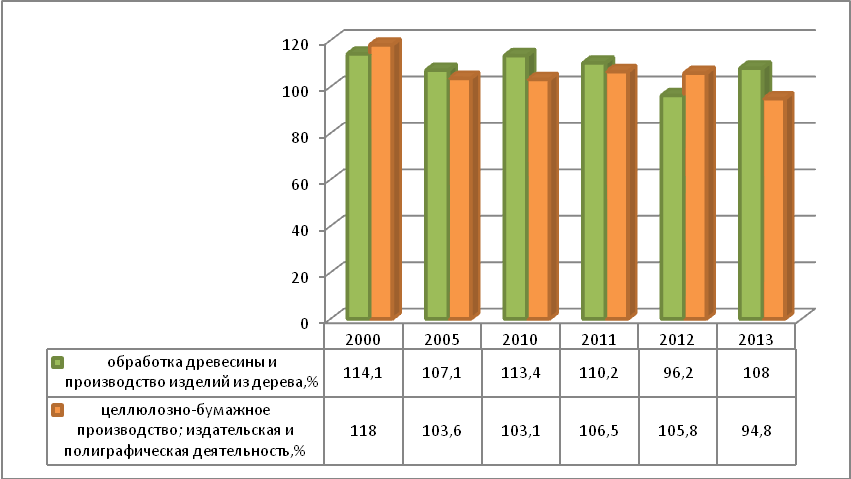 120
100
80
60
40
20
0
2000 2005 2010 2011 2012 2013
обработка древесины и
производство изделий из дерева,%
114,1 107,1 113,4 110,2 96,2 108
целлюлозно-бумажное
производство; издательская и
полиграфическая деятельность,%
118 103,6 103,1 106,5 105,8 94,8